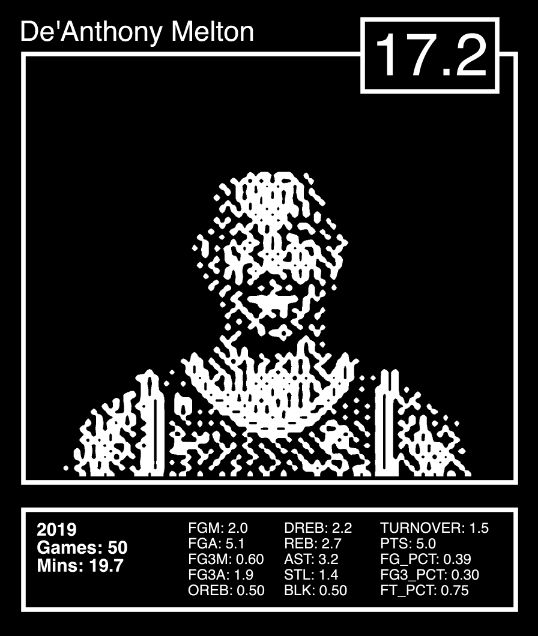 De'Anthony Melton
17.2
2019
Games: 50
Mins: 19.7
FGM: 2.0
FGA: 5.1
FG3M: 0.60
FG3A: 1.9
OREB: 0.50
DREB: 2.2
REB: 2.7
AST: 3.2
STL: 1.4
BLK: 0.50
TURNOVER: 1.5
PTS: 5.0
FG_PCT: 0.39
FG3_PCT: 0.30
FT_PCT: 0.75